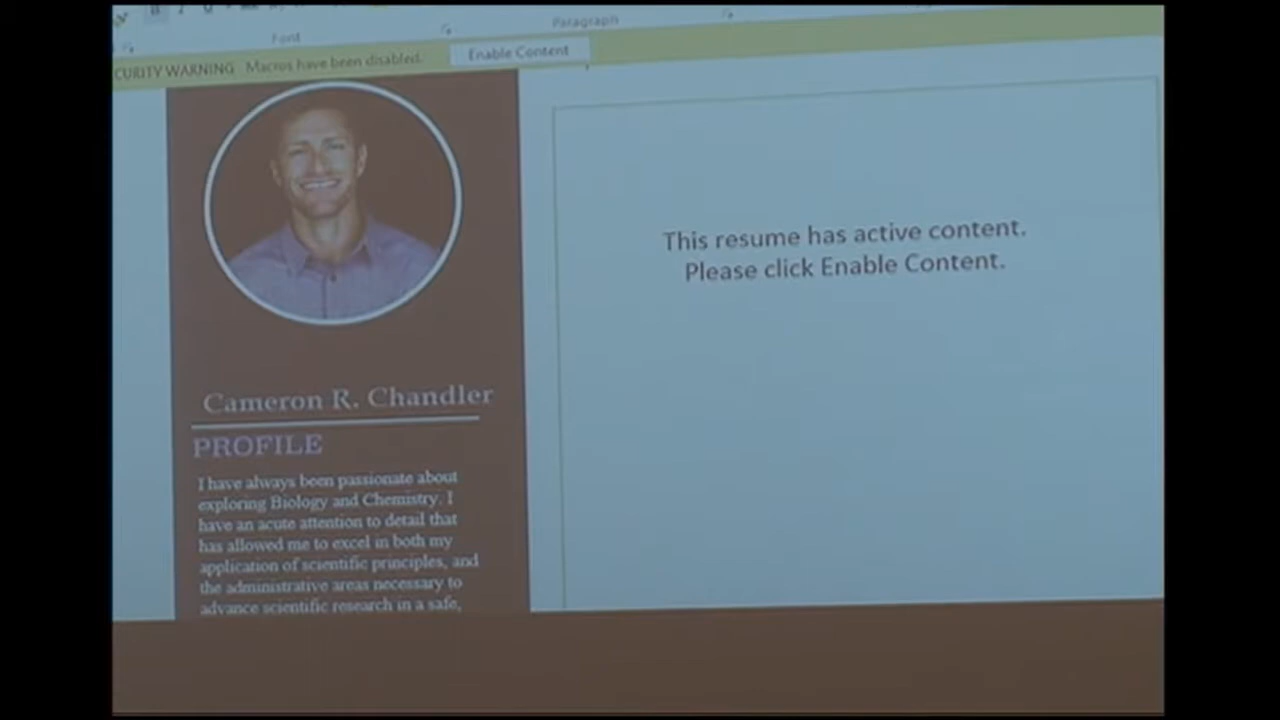 Font
Paragraph
CURITY WARNING Macros have been disabled.
Enable Content
This resume has active content.
Please click Enable Content.
Cameron R. Chandler
PROFILE
I have always been passionate about
exploring Biology and Chemistry. I
have an acute attention to detail that
has allowed me to excel in both my
application of scientific principles, and
the administrative areas necessary to
advance scientific research in a safe,